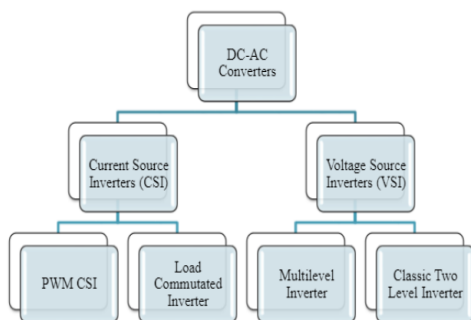 DC-AC
Converters
Current Source
Inverters (CSI)
Voltage Source
Inverters (VSI)
PWM CSI
Load
Commutated
Inverter
Multilevel
Inverter
Classic Two
Level Inverter